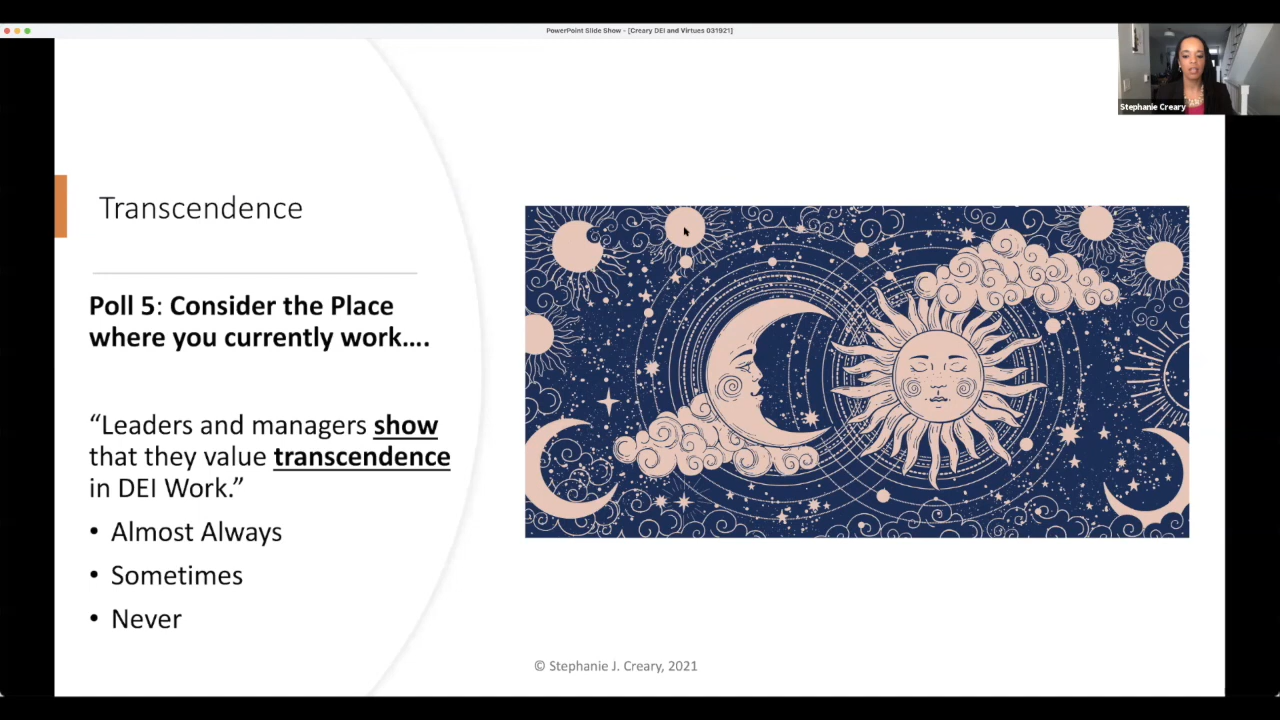 PowerPoint Slide Show - [Creary DEI and Virtues 031921]
Stephanie Creary
Transcendence
Poll 5: Consider the Place
where you currently work….
“Leaders and managers show
that they value transcendence
in DEI Work.”
• Almost Always
• Sometimes
• Never
© Stephanie J. Creary, 2021